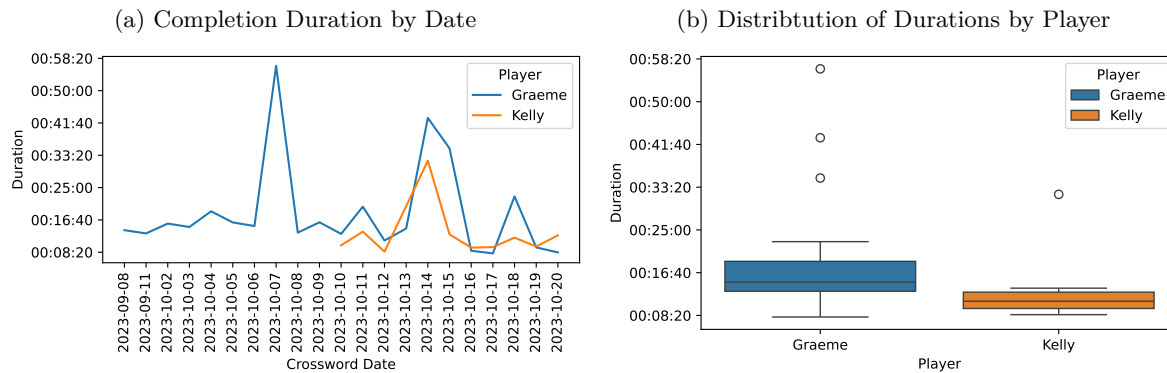 (a) Completion Duration by Date
00:58:20
00:50:00
00:41:40
00:33:20
00:25:00
00:16:40
00:08:20
Duration
Player
Graeme
Kelly
2023-09-08
2023-09-11
2023-10-02
2023-10-03
2023-10-04
2023-10-05
2023-10-06
2023-10-07
2023-10-08
2023-10-09
2023-10-10
2023-10-11
2023-10-12
2023-10-13
2023-10-14
2023-10-15
2023-10-16
2023-10-17
2023-10-18
2023-10-19
2023-10-20
Crossword Date
(b) Distribtution of Durations by Player
00:58:20
00:50:00
00:41:40
00:33:20
00:25:00
00:16:40
00:08:20
Duration
Player
Graeme
Kelly
Graeme
Kelly
Player